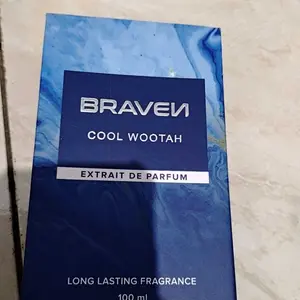 BRAVEN
COOL WOOTAH
EXTRAIT DE PARFUM
LONG LASTING FRAGRANCE
100 ml